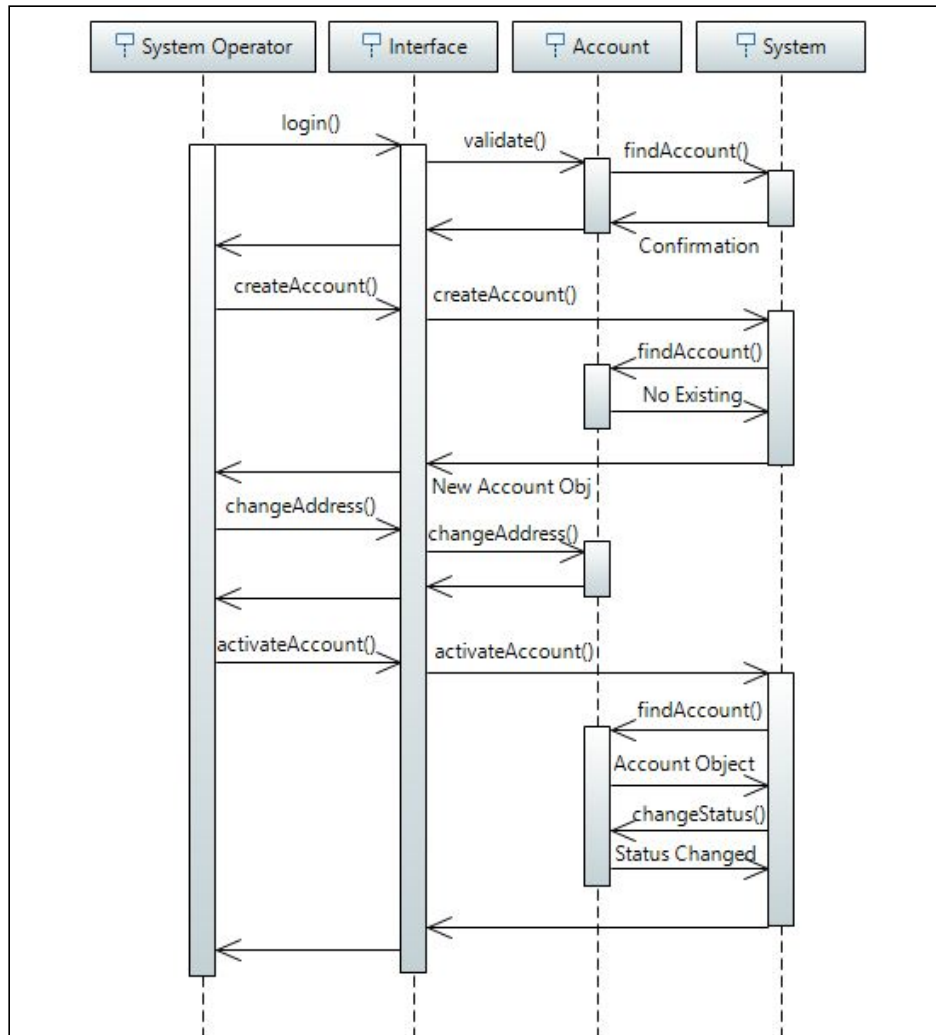 System Operator
Interface
Account
System
login()
validate()
findAccount()
Confirmation
createAccount()
createAccount()
findAccount()
No Existing
New Account Obj
changeAddress()
changeAddress()
activateAccount()
activateAccount()
findAccount()
Account Object
changeStatus()
Status Changed